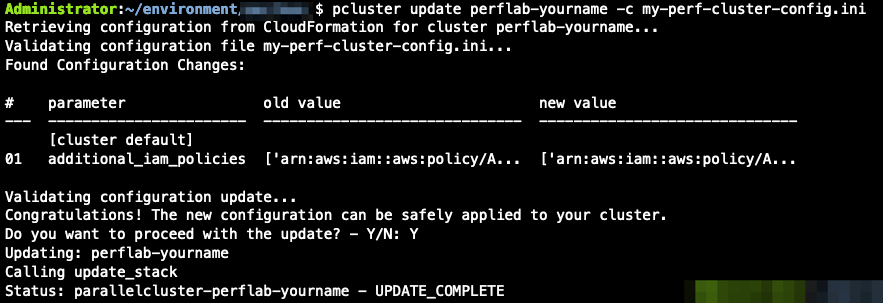 Administrator:~/environment/ $ pcluster update perflab-yourname -c my-perf-cluster-config.ini
Retrieving configuration from CloudFormation for cluster perflab-yourname...
Validating configuration file my-perf-cluster-config.ini...
Found Configuration Changes:
# parameter old value new value
--- ------------------------ ------------------------------ ------------------------------
[cluster default]
01 additional_iam_policies ['arn:aws:iam::aws:policy/A... ['arn:aws:iam::aws:policy/A...
Validating configuration update...
Congratulations! The new configuration can be safely applied to your cluster.
Do you want to proceed with the update? - Y/N: Y
Updating: perflab-yourname
Calling update_stack
Status: parallelcluster-perflab-yourname - UPDATE_COMPLETE